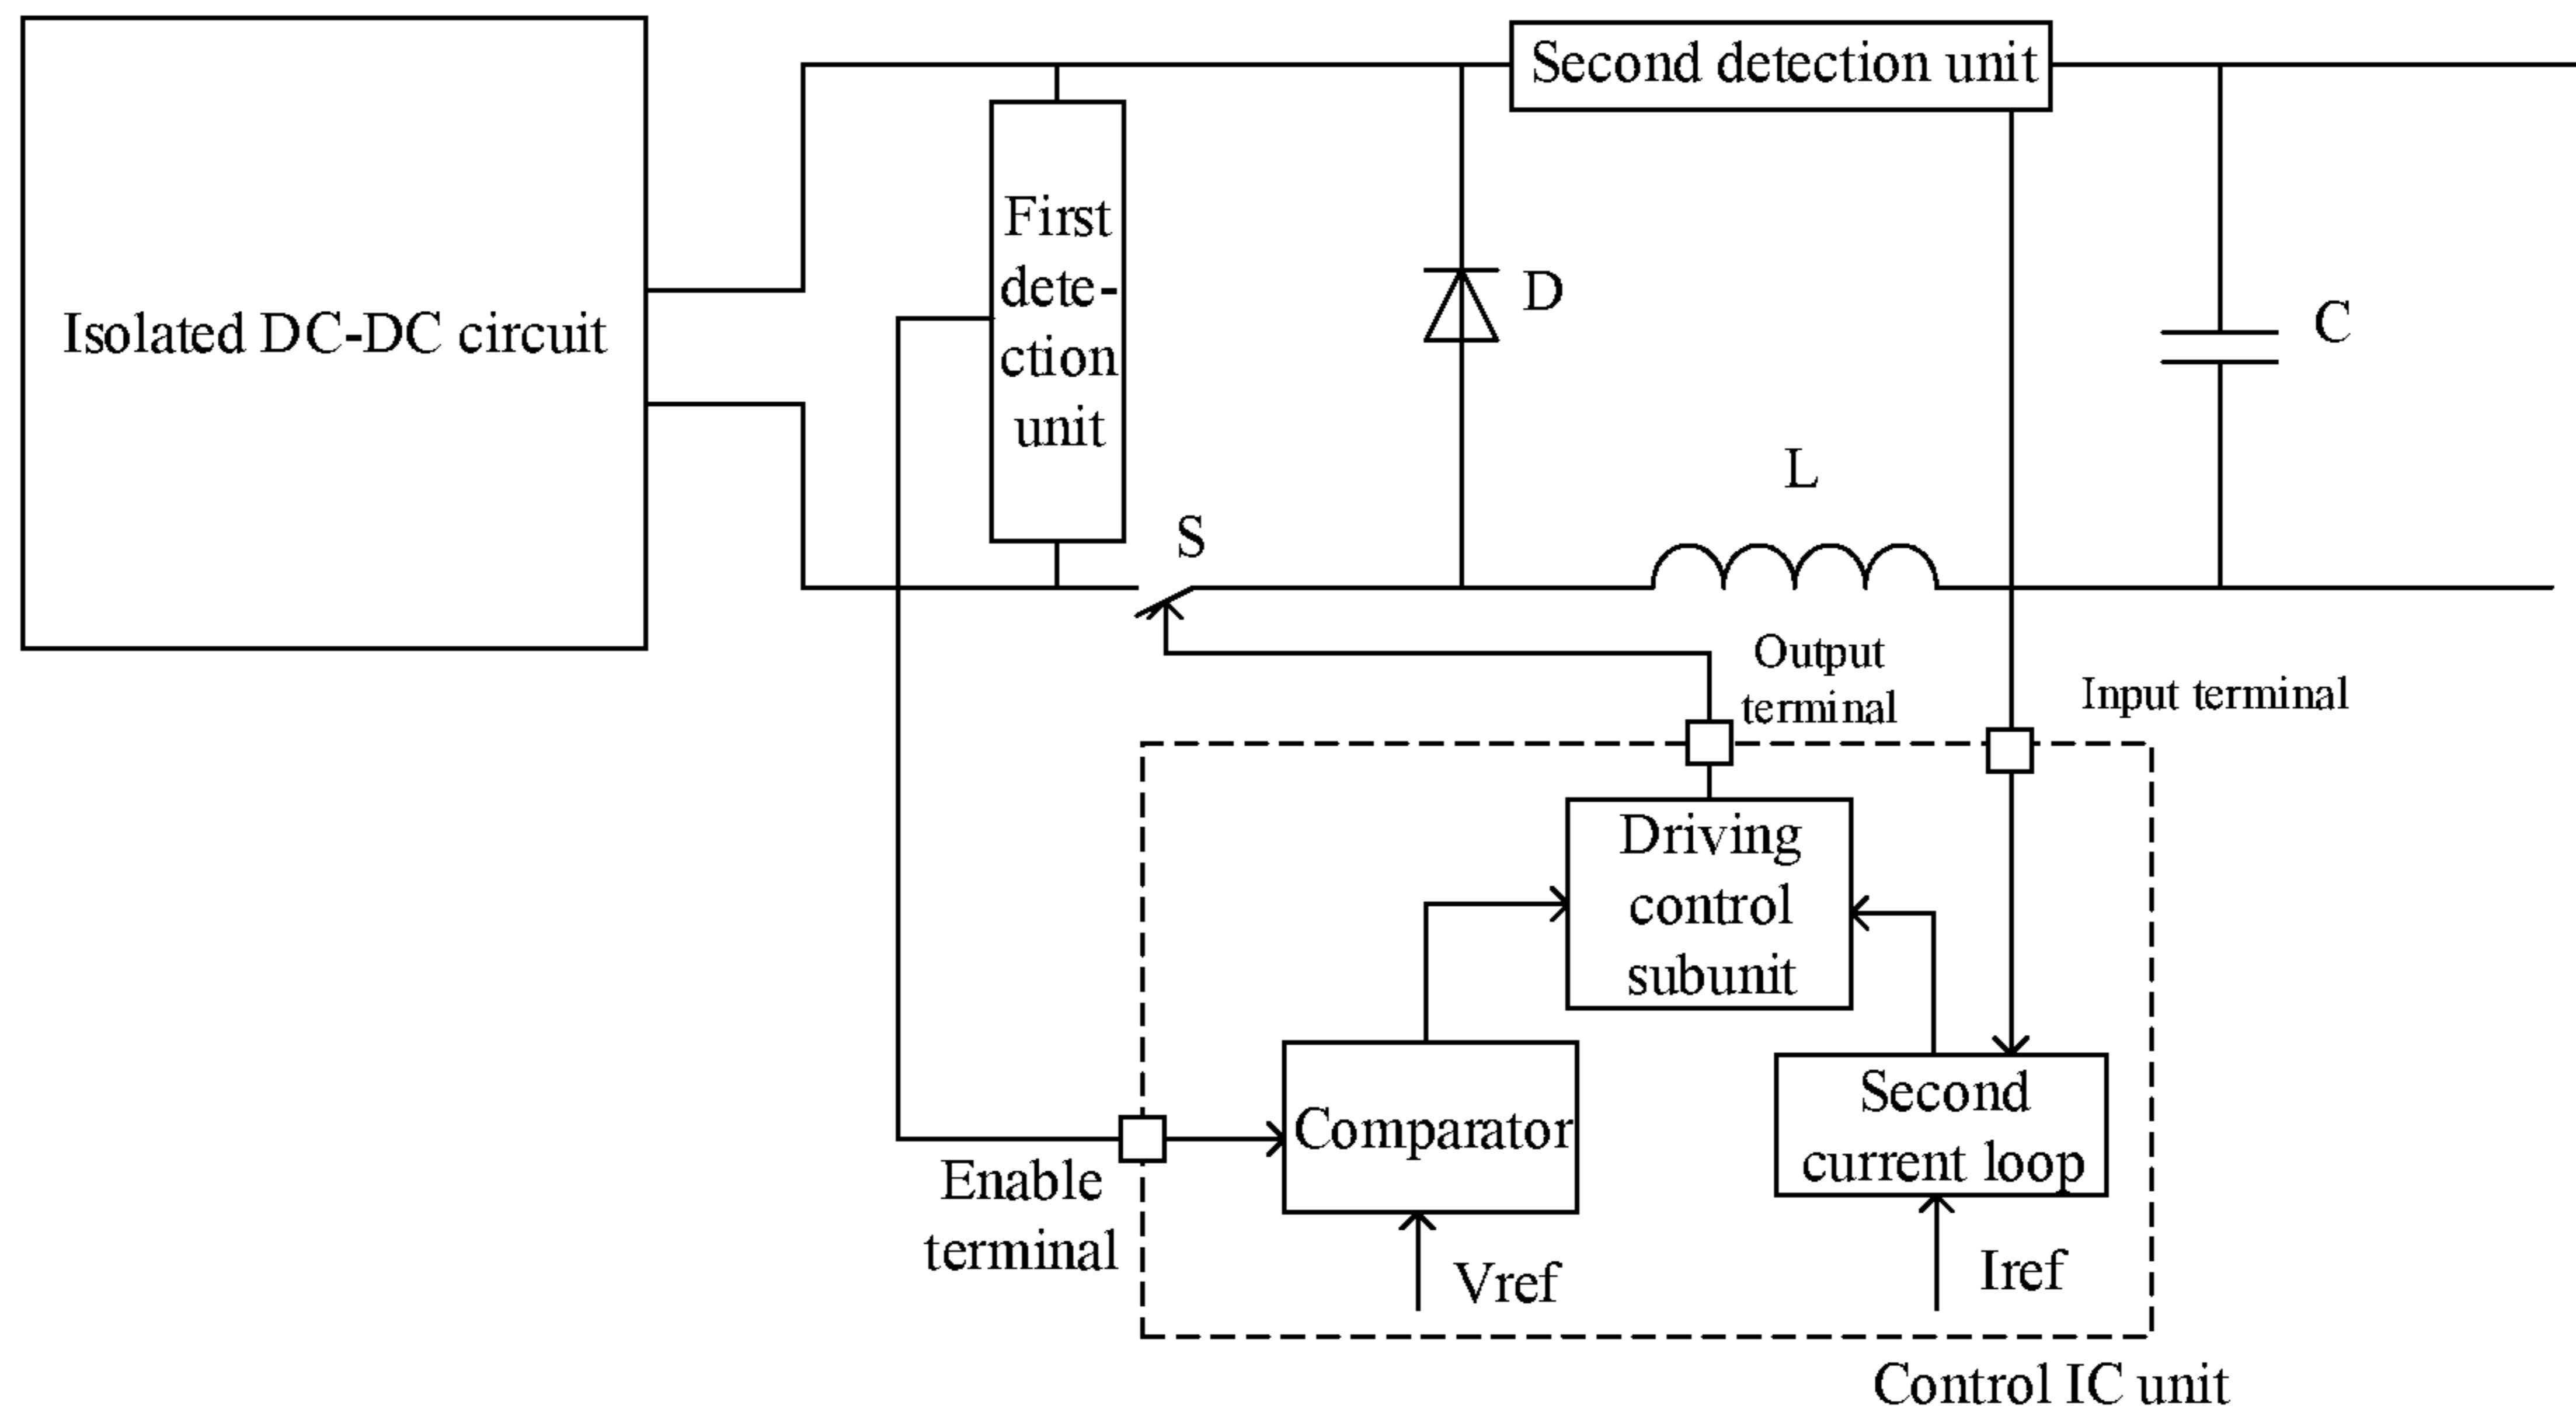 Second detection unit
Isolated DC-DC circuit
First
dete-
ction
unit
D
C
L
S
Output
terminal
Input terminal
Driving
control
subunit
Comparator
Second
current loop
Enable
terminal
Vref
Iref
Control IC unit